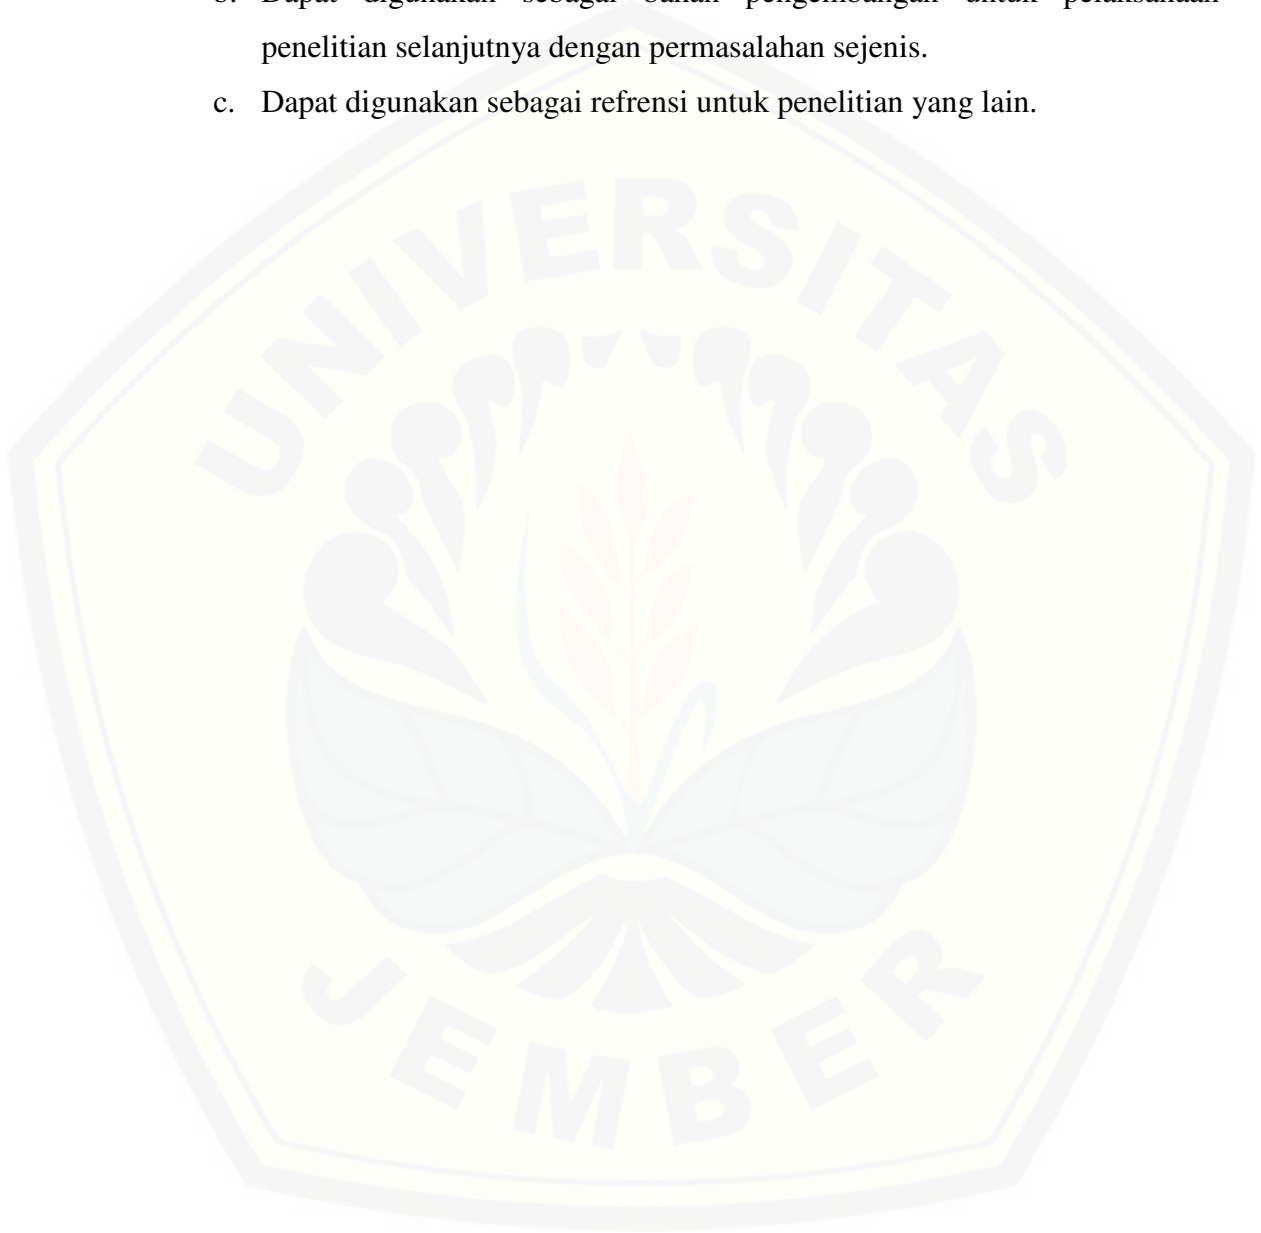 b. Dapat digunakan sebagai bahan pengembangan untuk pelaksanaan
penelitian selanjutnya dengan permasalahan sejenis.
c. Dapat digunakan sebagai refrensi untuk penelitian yang lain.
UNIVERSITAS
JEMBER